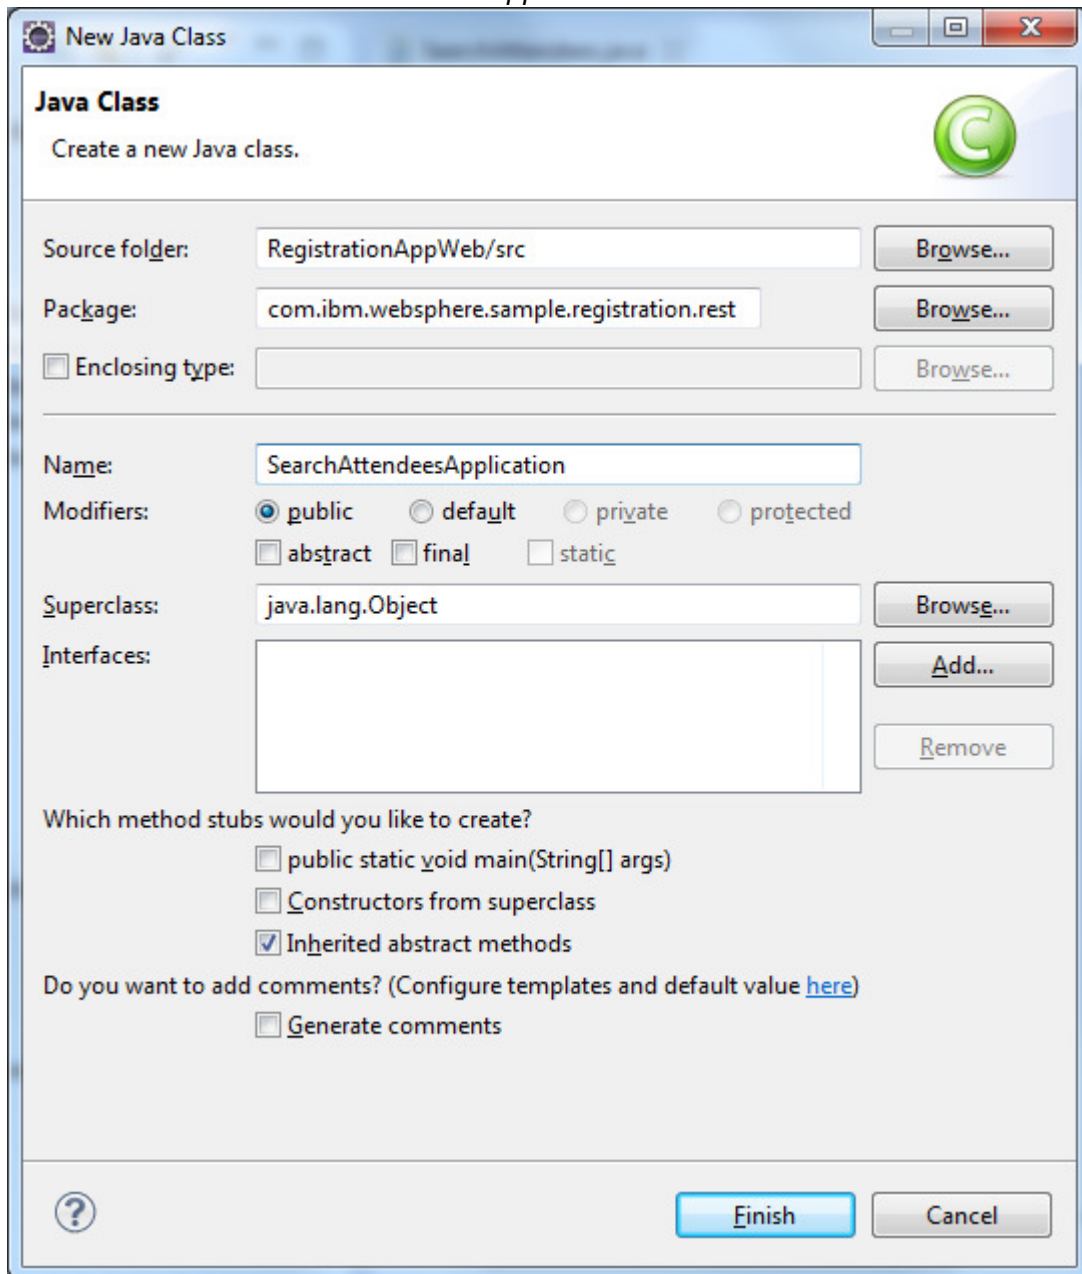 New Java Class
Java Class
Create a new Java class.
Source folder: RegistrationAppWeb/src Browse...
Package: com.ibm.websphere.sample.registration.rest Browse...
Enclosing type: Browse...
Name: SearchAttendeesApplication
Modifiers: public default private protected
abstract final static
Superclass: java.lang.Object Browse...
Interfaces: Add...
Remove
Which method stubs would you like to create?
public static void main(String[] args)
Constructors from superclass
Inherited abstract methods
Do you want to add comments? (Configure templates and default value here)
Generate comments
? Finish Cancel